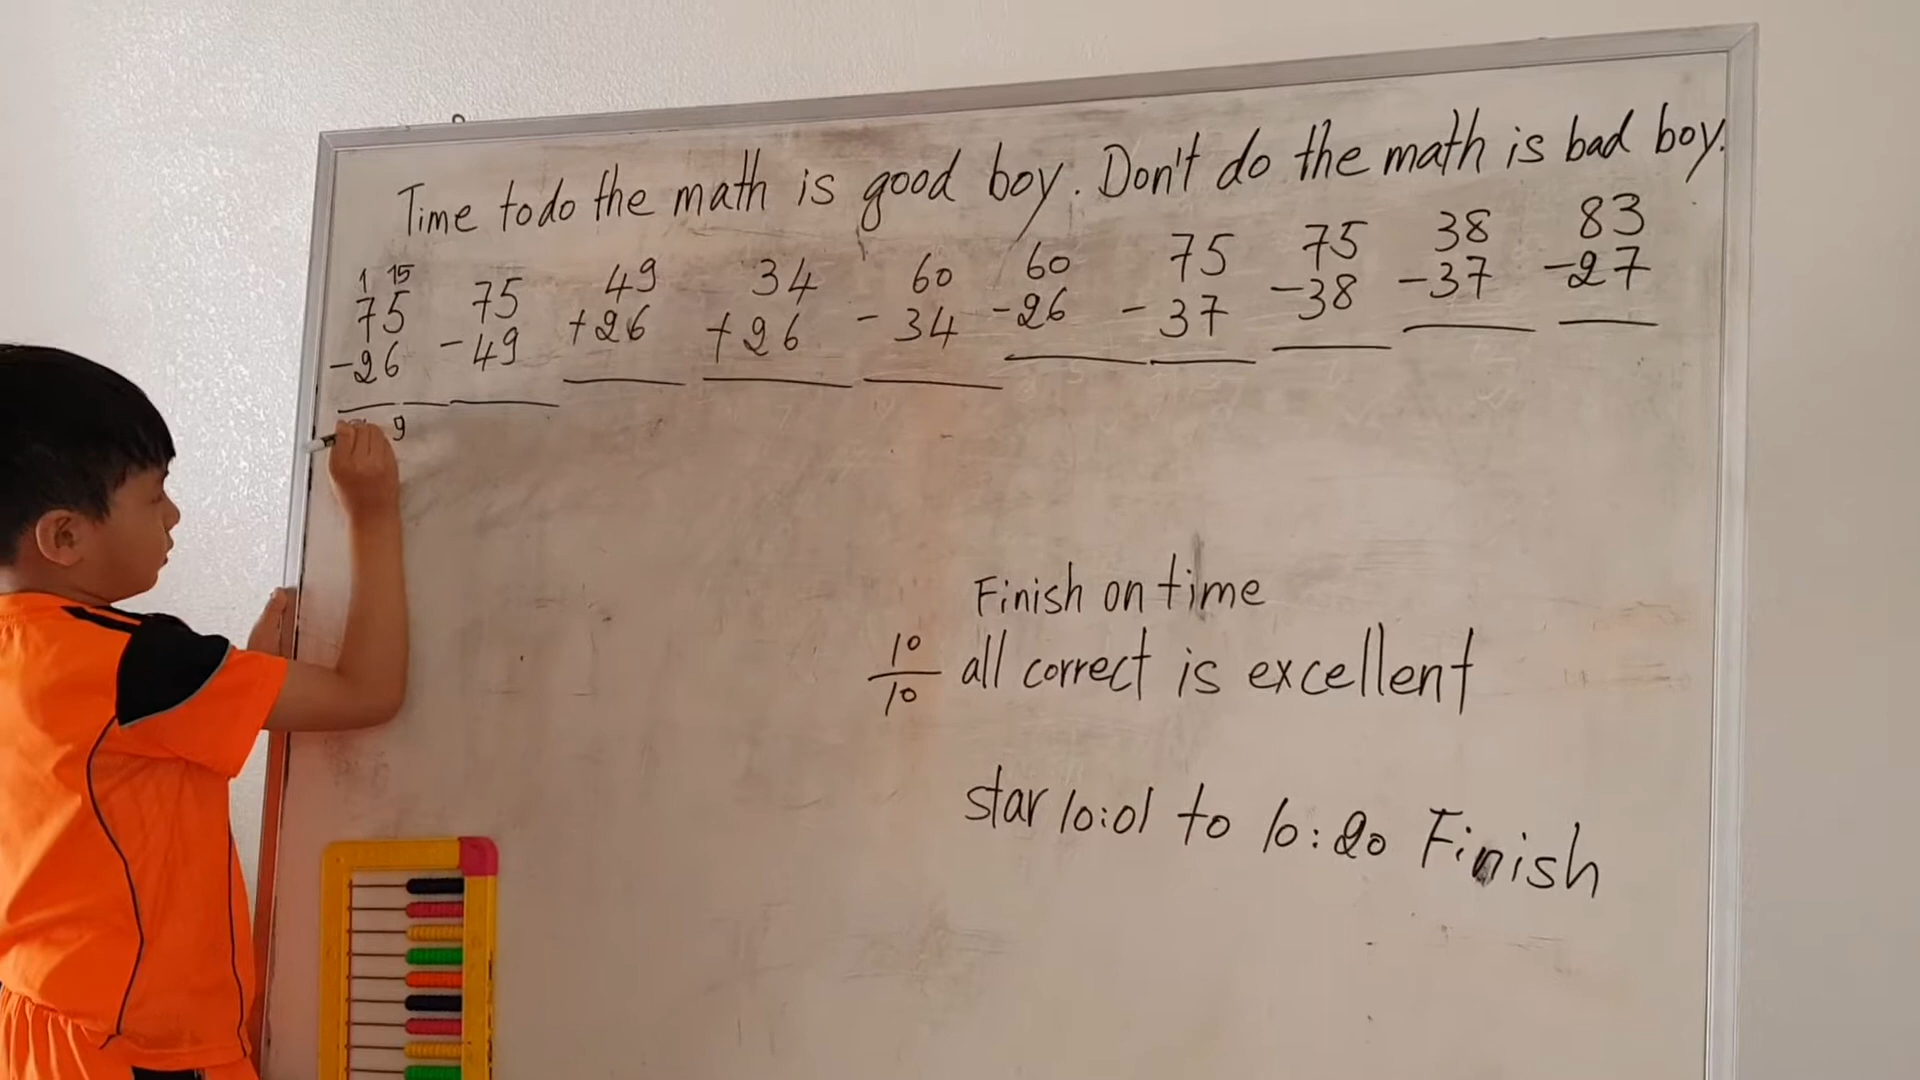 Time to do the math is good boy. Don't do the math is bad boy.
1 15
75 75 49 34 60 60 75 75 38 83
-26 -49 +26 +26 -34 -26 -37 -38 -37 -27
9
Finish on time
10/10 all correct is excellent
star 10:01 to 10:20 Finish